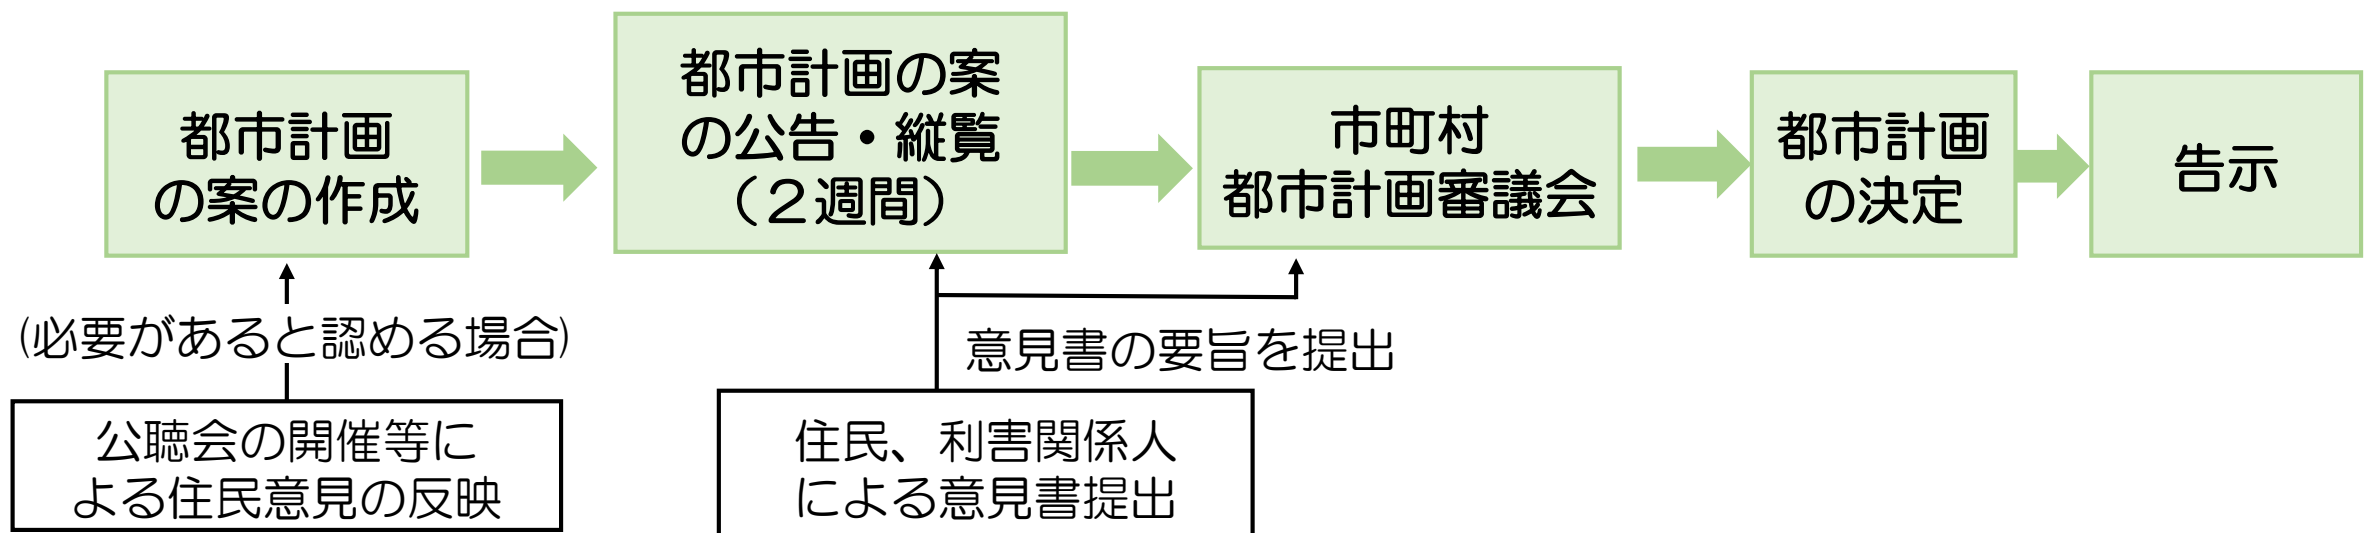 都市計画
の案の作成
都市計画の案
の公告・縦覧
（２週間）
市町村
都市計画審議会
都市計画
の決定
告示
(必要があると認める場合)
意見書の要旨を提出
公聴会の開催等に
よる住民意見の反映
住民、利害関係人
による意見書提出